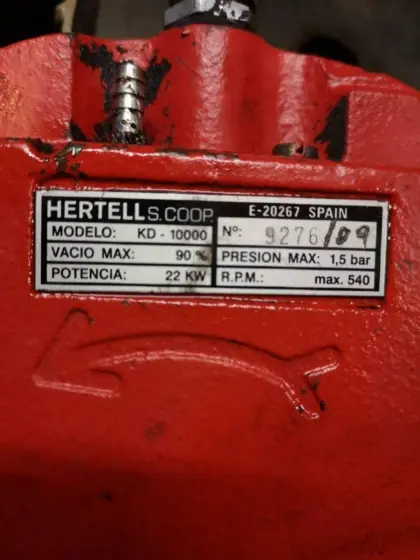 HERTELL S. COOP. E-20267 SPAIN
MODELO: KD - 10000 Nº: 9276/09
VACIO MAX: 90 % PRESION MAX: 1,5 bar
POTENCIA: 22 KW R.P.M.: max. 540